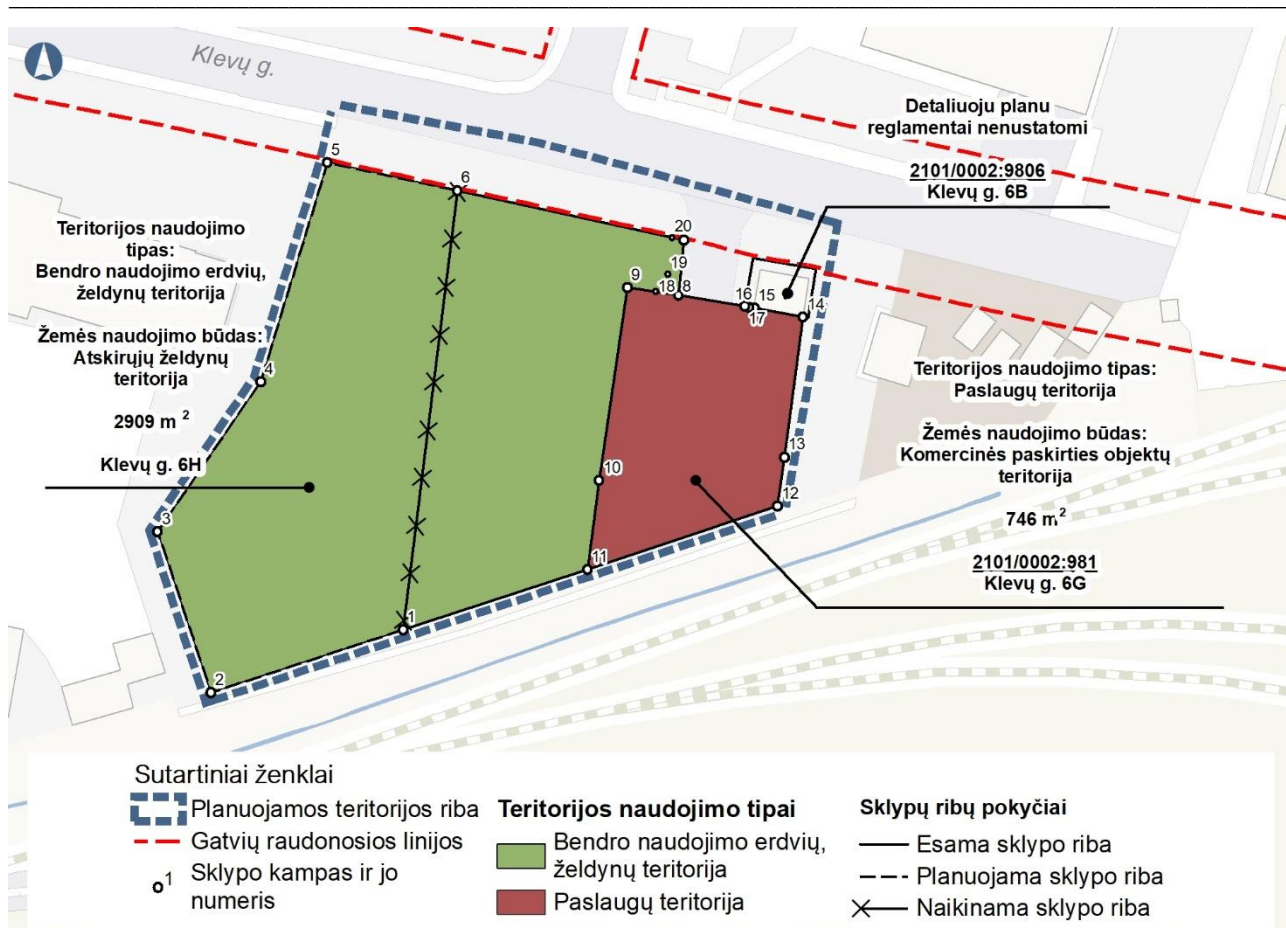 Klevų g.
Detaliuoju planu
reglamentai nenustatomi
2101/0002:9806
Klevų g. 6B
5
6
20
19
9
18
8
16
15
17
14
Teritorijos naudojimo
tipas:
Bendro naudojimo erdvių,
želdynų teritorija
Žemės naudojimo būdas:
Atskirųjų želdynų
teritorija
2909 m 2
Klevų g. 6H
4
Teritorijos naudojimo tipas:
Paslaugų teritorija
Žemės naudojimo būdas:
Komercinės paskirties objektų
teritorija
746 m2
2101/0002:981
Klevų g. 6G
13
10
12
3
11
1
2
Sutartiniai ženklai
Planuojamos teritorijos riba
Gatvių raudonosios linijos
1
Sklypo kampas ir jo
numeris
Teritorijos naudojimo tipai
Bendro naudojimo erdvių,
želdynų teritorija
Paslaugų teritorija
Sklypų ribų pokyčiai
Esama sklypo riba
Planuojama sklypo riba
Naikinama sklypo riba